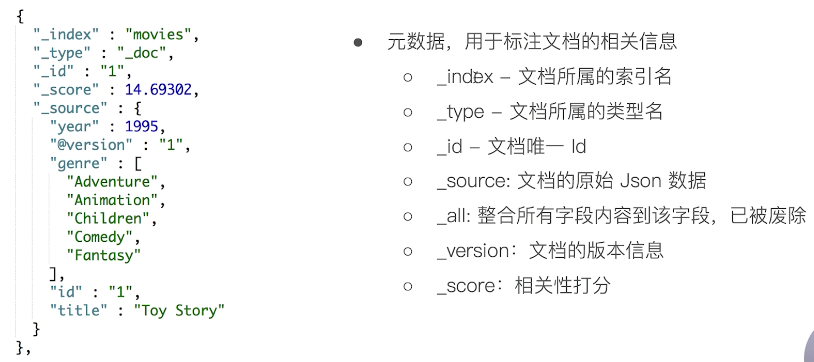 {
"_index" : "movies",
"_type" : "_doc",
"_id" : "1",
"_score" : 14.69302,
"_source" : {
"year" : 1995,
"@version" : "1",
"genre" : [
"Adventure",
"Animation",
"Children",
"Comedy",
"Fantasy"
],
"id" : "1",
"title" : "Toy Story"
}
},
● 元数据，用于标注文档的相关信息
○ _index – 文档所属的索引名
○ _type – 文档所属的类型名
○ _id – 文档唯一 Id
○ _source: 文档的原始 Json 数据
○ _all: 整合所有字段内容到该字段，已被废除
○ _version：文档的版本信息
○ _score：相关性打分